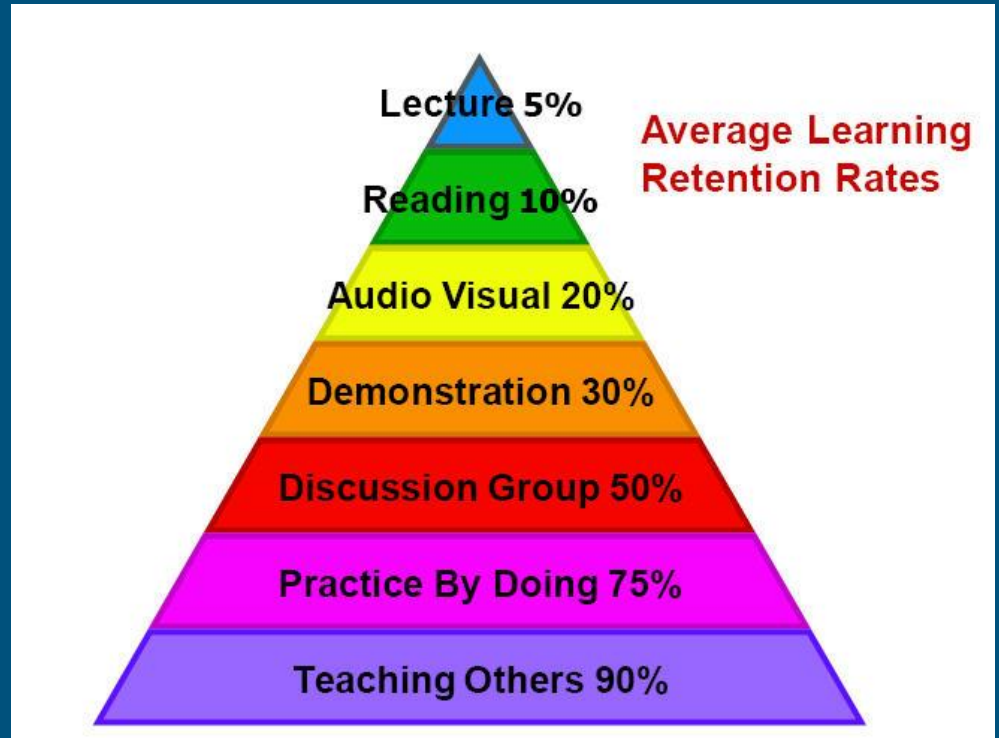 Lecture 5%
Average Learning
Retention Rates
Reading 10%
Audio Visual 20%
Demonstration 30%
Discussion Group 50%
Practice By Doing 75%
Teaching Others 90%